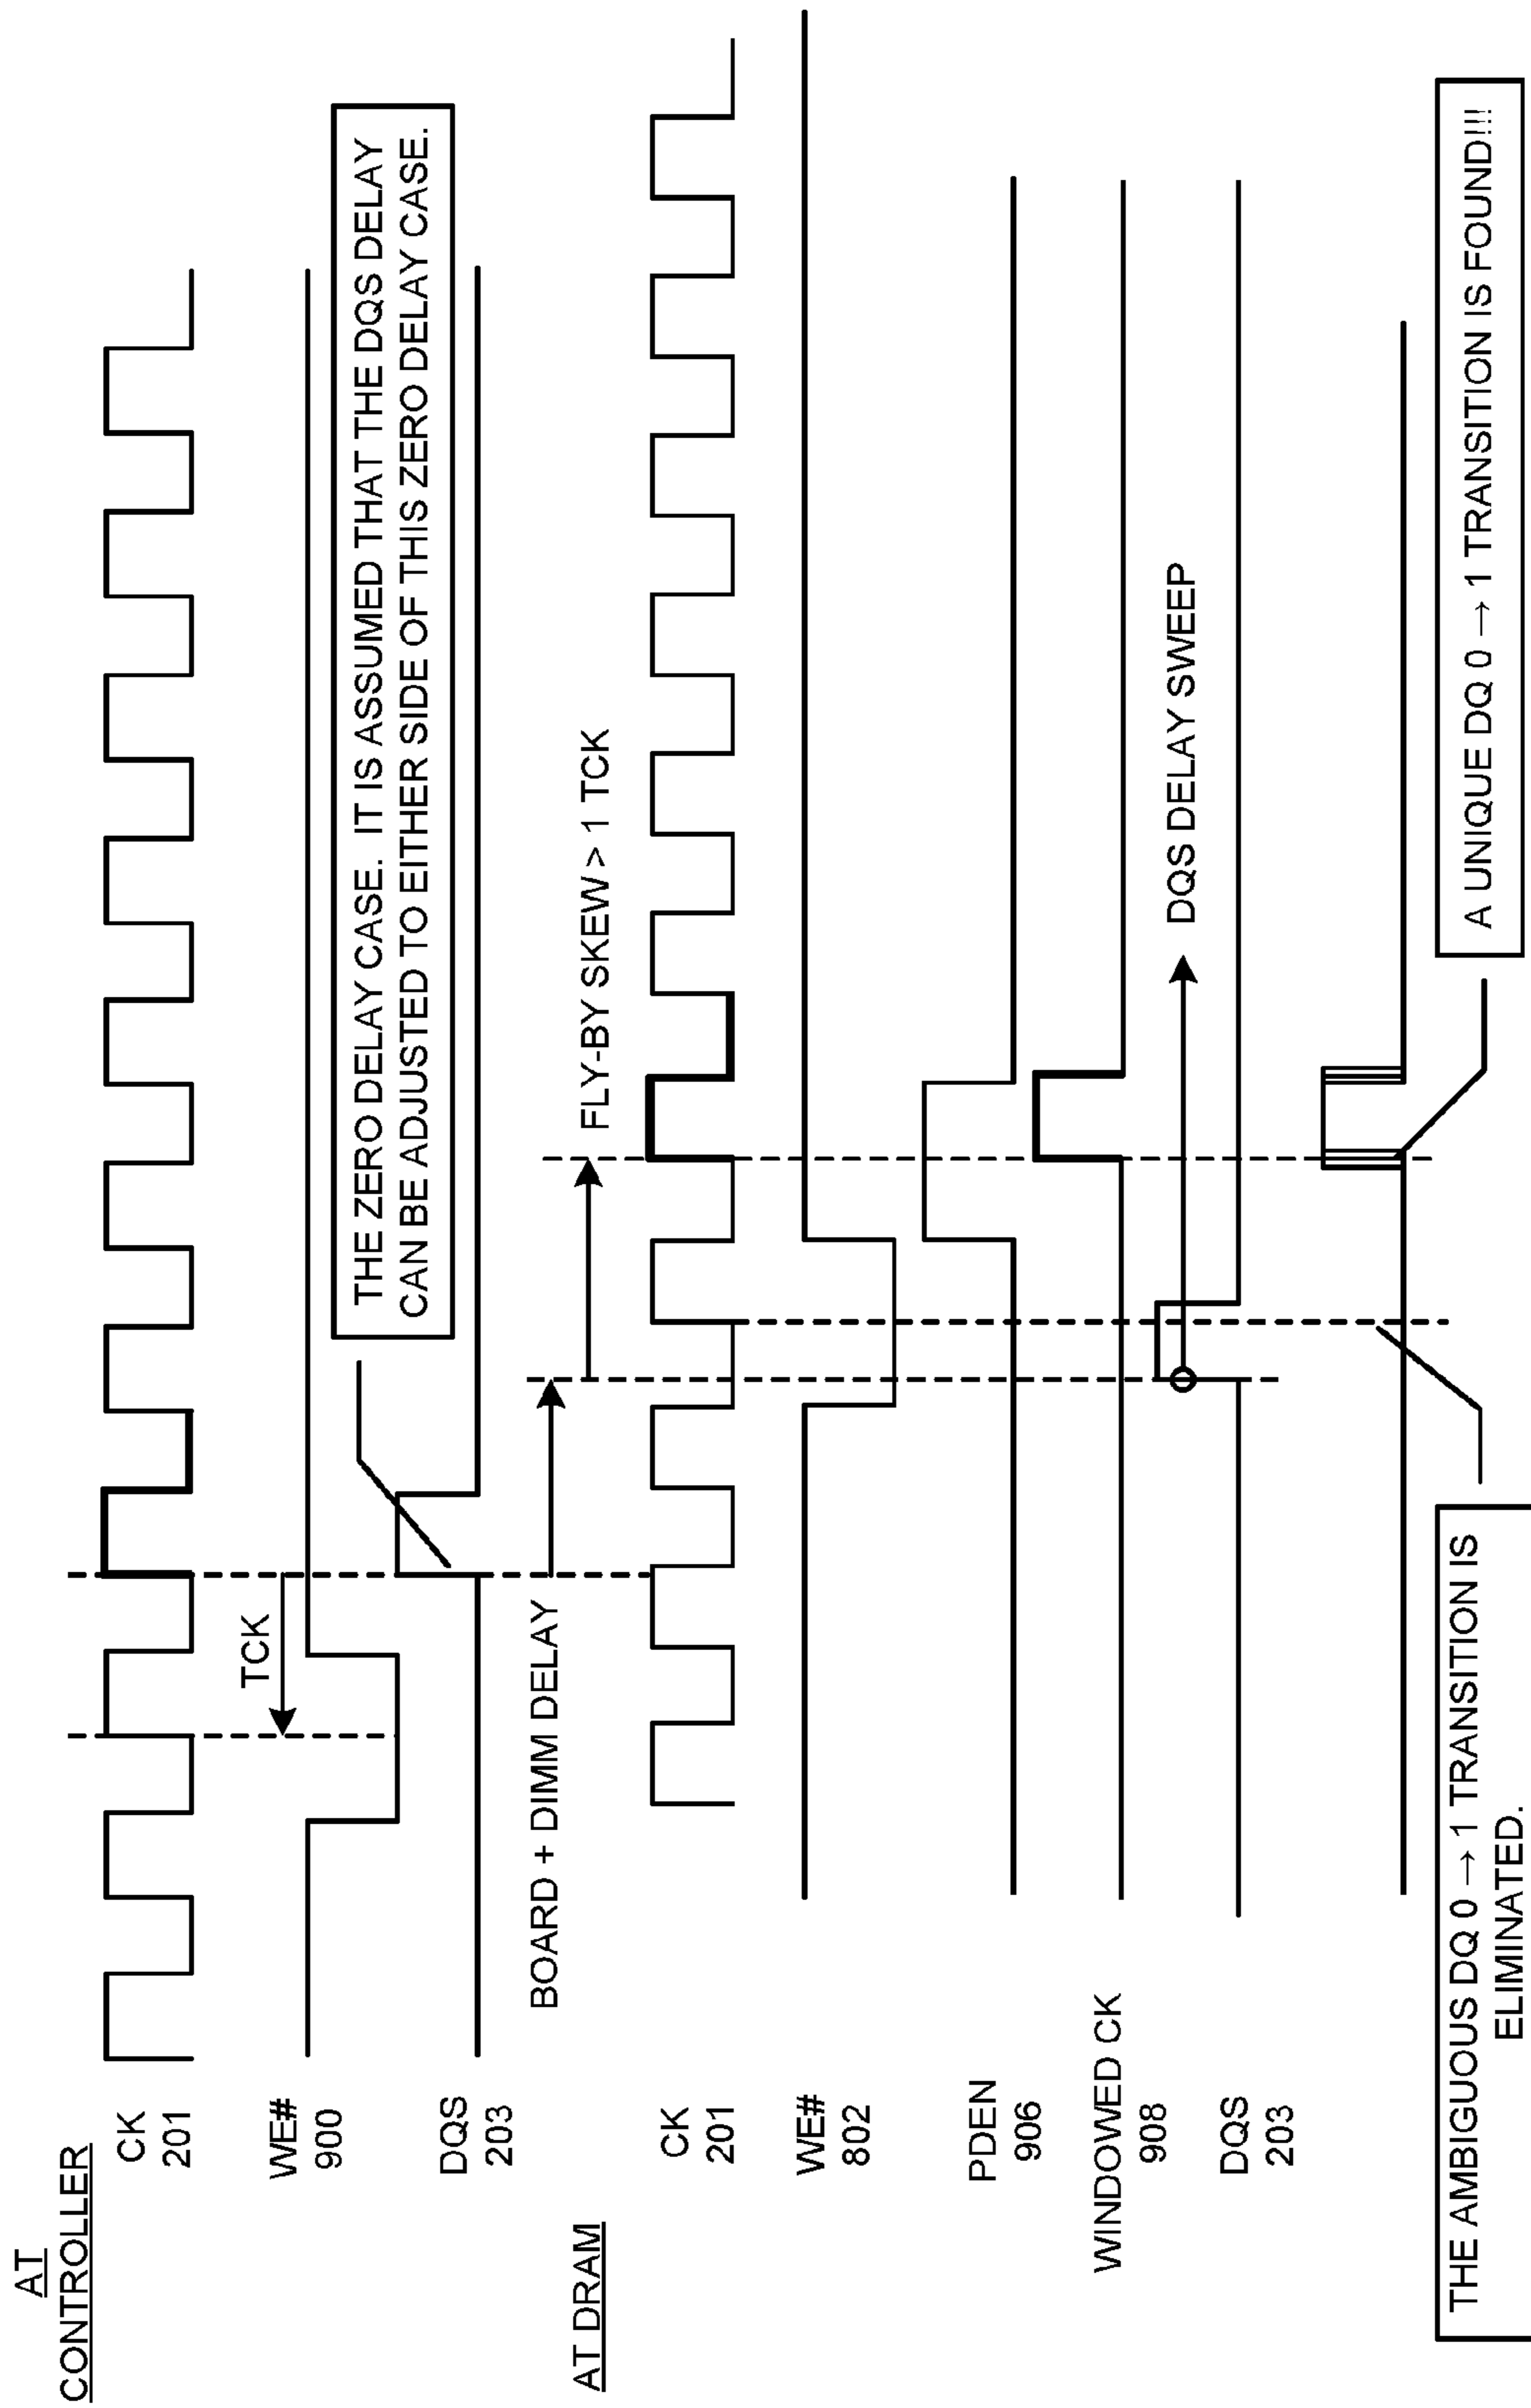 AT
CONTROLLER
CK
201
WE#
900
TCK
DQS
203
THE ZERO DELAY CASE. IT IS ASSUMED THAT THE DQS DELAY
CAN BE ADJUSTED TO EITHER SIDE OF THIS ZERO DELAY CASE.
BOARD + DIMM DELAY
FLY-BY SKEW > 1 TCK
AT DRAM
CK
201
WE#
802
PDEN
906
WINDOWED CK
908
DQS
203
DQS DELAY SWEEP
THE AMBIGUOUS DQ 0 → 1 TRANSITION IS
ELIMINATED.
A UNIQUE DQ 0 → 1 TRANSITION IS FOUND!!!